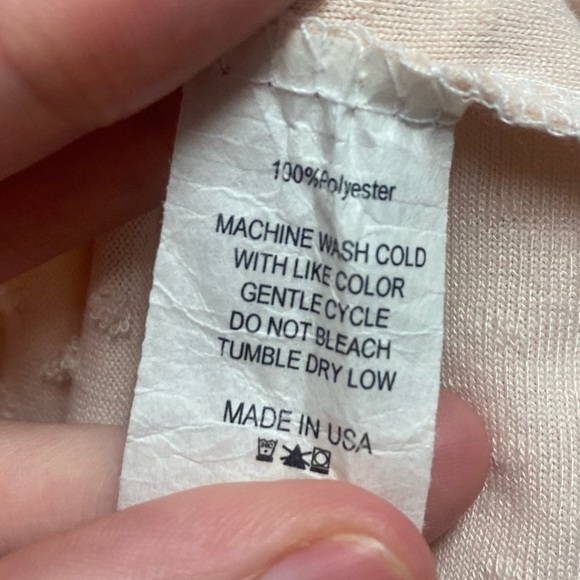 100%Polyester
MACHINE WASH COLD
WITH LIKE COLOR
GENTLE CYCLE
DO NOT BLEACH
TUMBLE DRY LOW
MADE IN USA